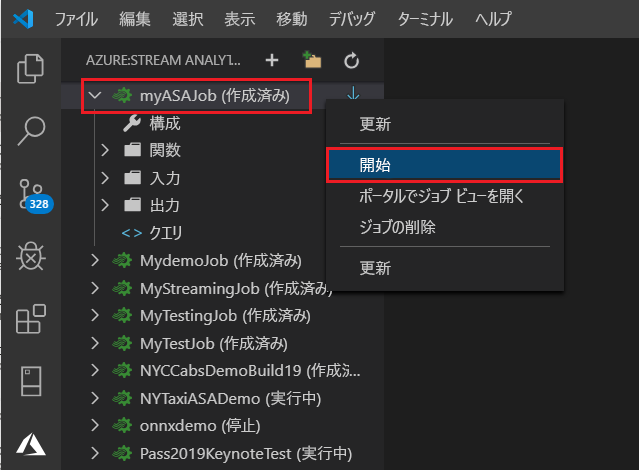 ファイル 編集 選択 表示 移動 デバッグ ターミナル ヘルプ
AZURE:STREAM ANALYT...
myASAJob (作成済み)
構成
関数
入力
出力
<> クエリ
MydemoJob (作成済み)
MyStreamingJob (作成済み)
MyTestingJob (作成済み)
MyTestJob (作成済み)
NYCCabsDemoBuild19 (作成済...
NYTaxiASADemo (実行中)
onnxdemo (停止)
Pass2019KeynoteTest (実行中)
328
更新
開始
ポータルでジョブ ビューを開く
ジョブの削除
更新